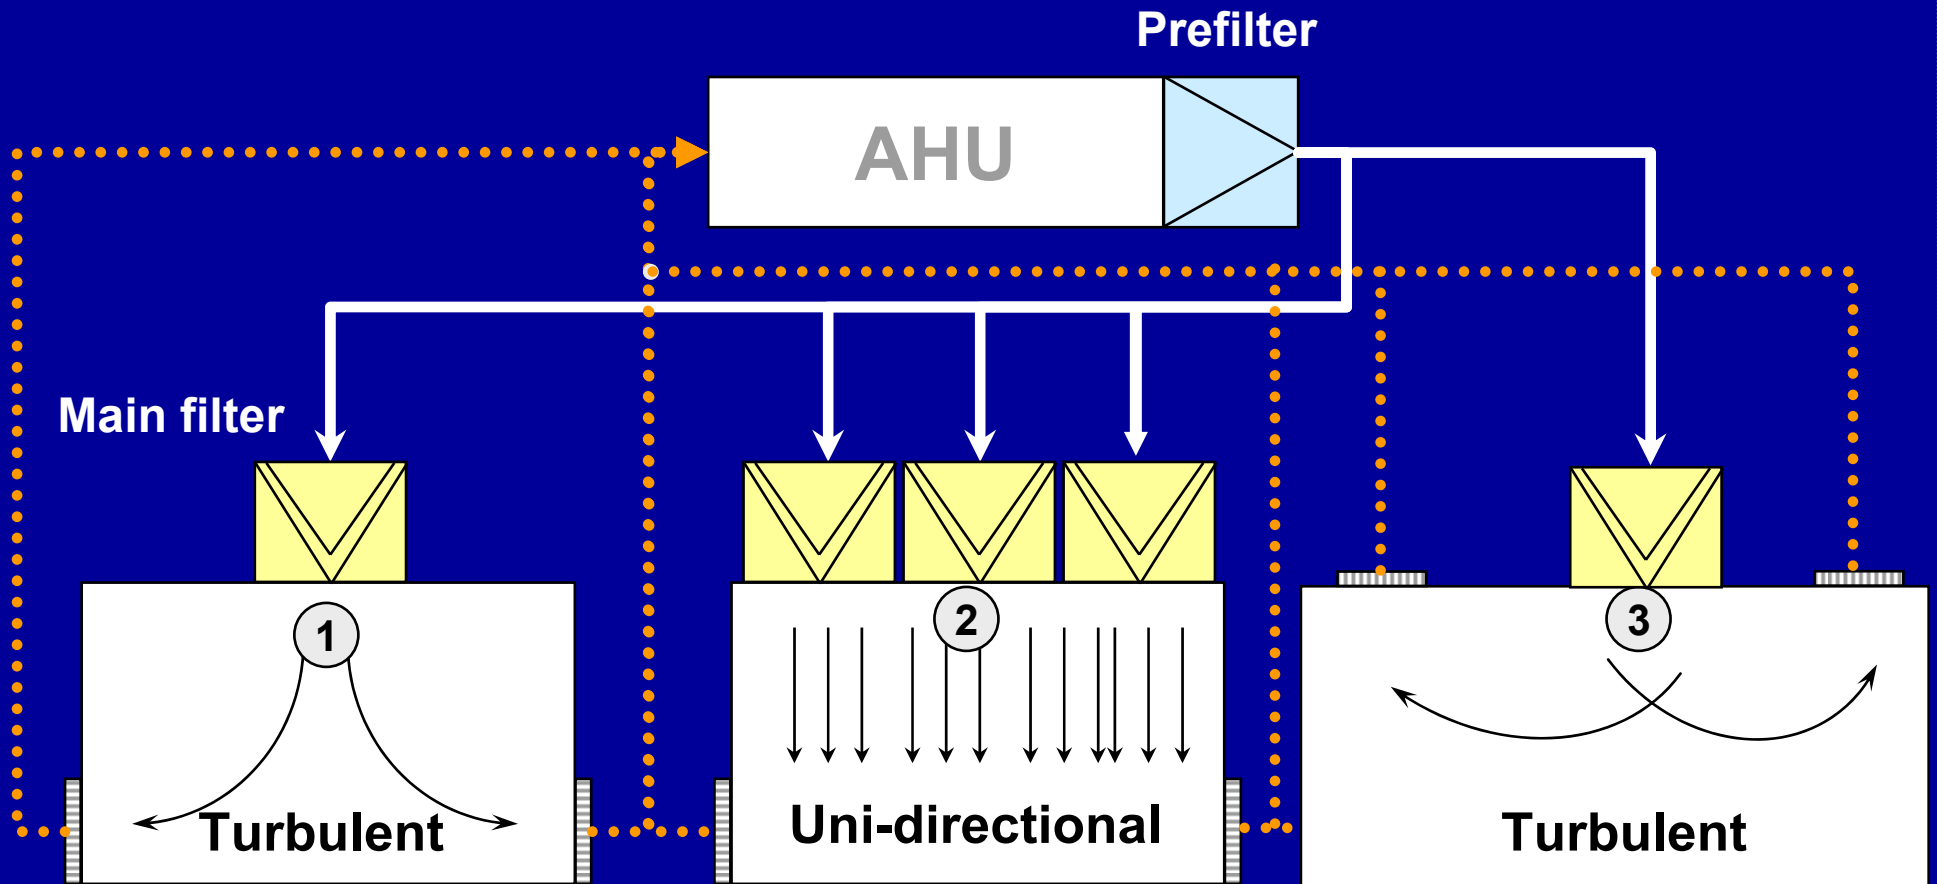 Prefilter
AHU
Main filter
1
2
3
Turbulent
Uni-directional
Turbulent